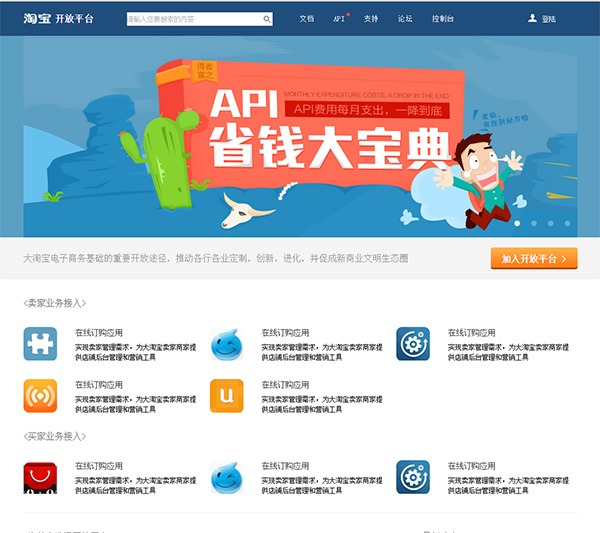 淘宝 开放平台
请输入您要搜索的内容
文档
API
支持
论坛
控制台
登陆
得者
富之
API
MONTHLY EXPENDITURE COSTS, A DROP IN THE END
API费用每月支出，一降到底
省钱大宝典
大淘宝电子商务基础的重要开放途径，推动各行各业定制，创新、进化，并促成新商业文明生态圈
加入开放平台 >
<卖家业务接入>
在线订购应用
实现卖家管理需求，为大淘宝卖家商家提
供店铺后台管理和营销工具
在线订购应用
实现卖家管理需求，为大淘宝卖家商家提
供店铺后台管理和营销工具
在线订购应用
实现卖家管理需求，为大淘宝卖家商家提
供店铺后台管理和营销工具
在线订购应用
实现卖家管理需求，为大淘宝卖家商家提
供店铺后台管理和营销工具
u
在线订购应用
实现卖家管理需求，为大淘宝卖家商家提
供店铺后台管理和营销工具
<买家业务接入>
在线订购应用
实现卖家管理需求，为大淘宝卖家商家提
供店铺后台管理和营销工具
在线订购应用
实现卖家管理需求，为大淘宝卖家商家提
供店铺后台管理和营销工具
在线订购应用
实现卖家管理需求，为大淘宝卖家商家提
供店铺后台管理和营销工具